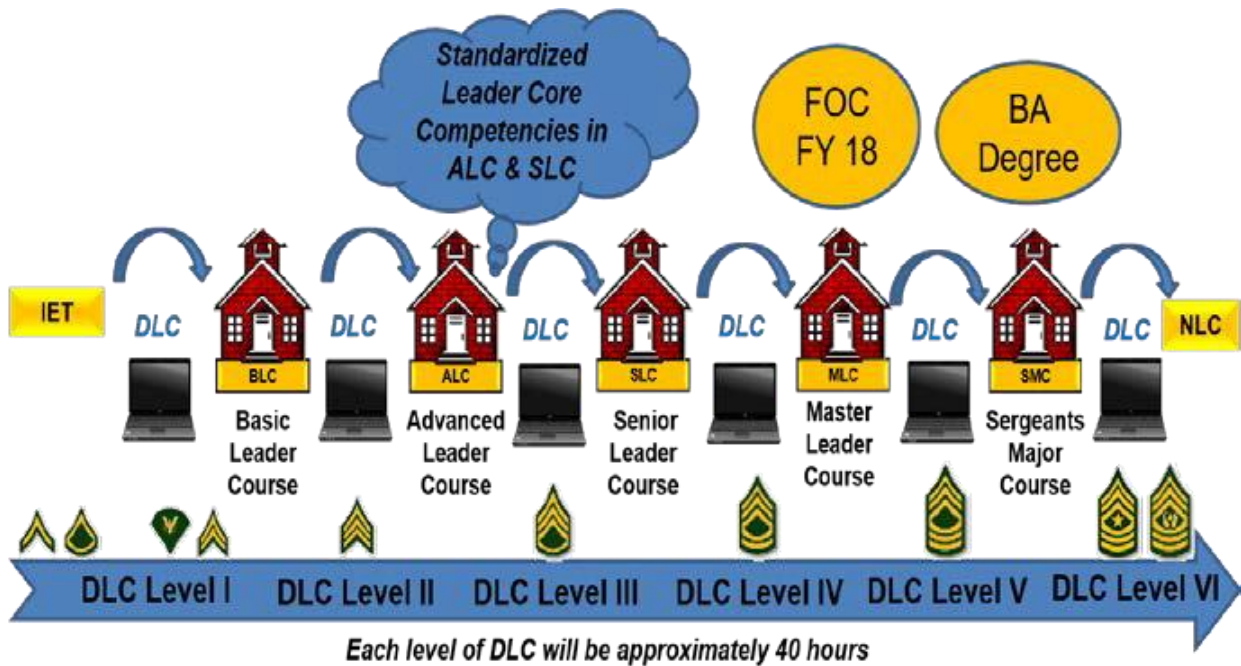 Standardized
Leader Core
Competencies in
ALC & SLC
FOC
FY 18
BA
Degree
IET
DLC
DLC
DLC
DLC
DLC
DLC
NLC
BLC
ALC
SLC
MLC
SMC
Basic
Leader
Course
Advanced
Leader
Course
Senior
Leader
Course
Master
Leader
Course
Sergeants
Major
Course
DLC Level I
DLC Level II
DLC Level III
DLC Level IV
DLC Level V
DLC Level VI
Each level of DLC will be approximately 40 hours